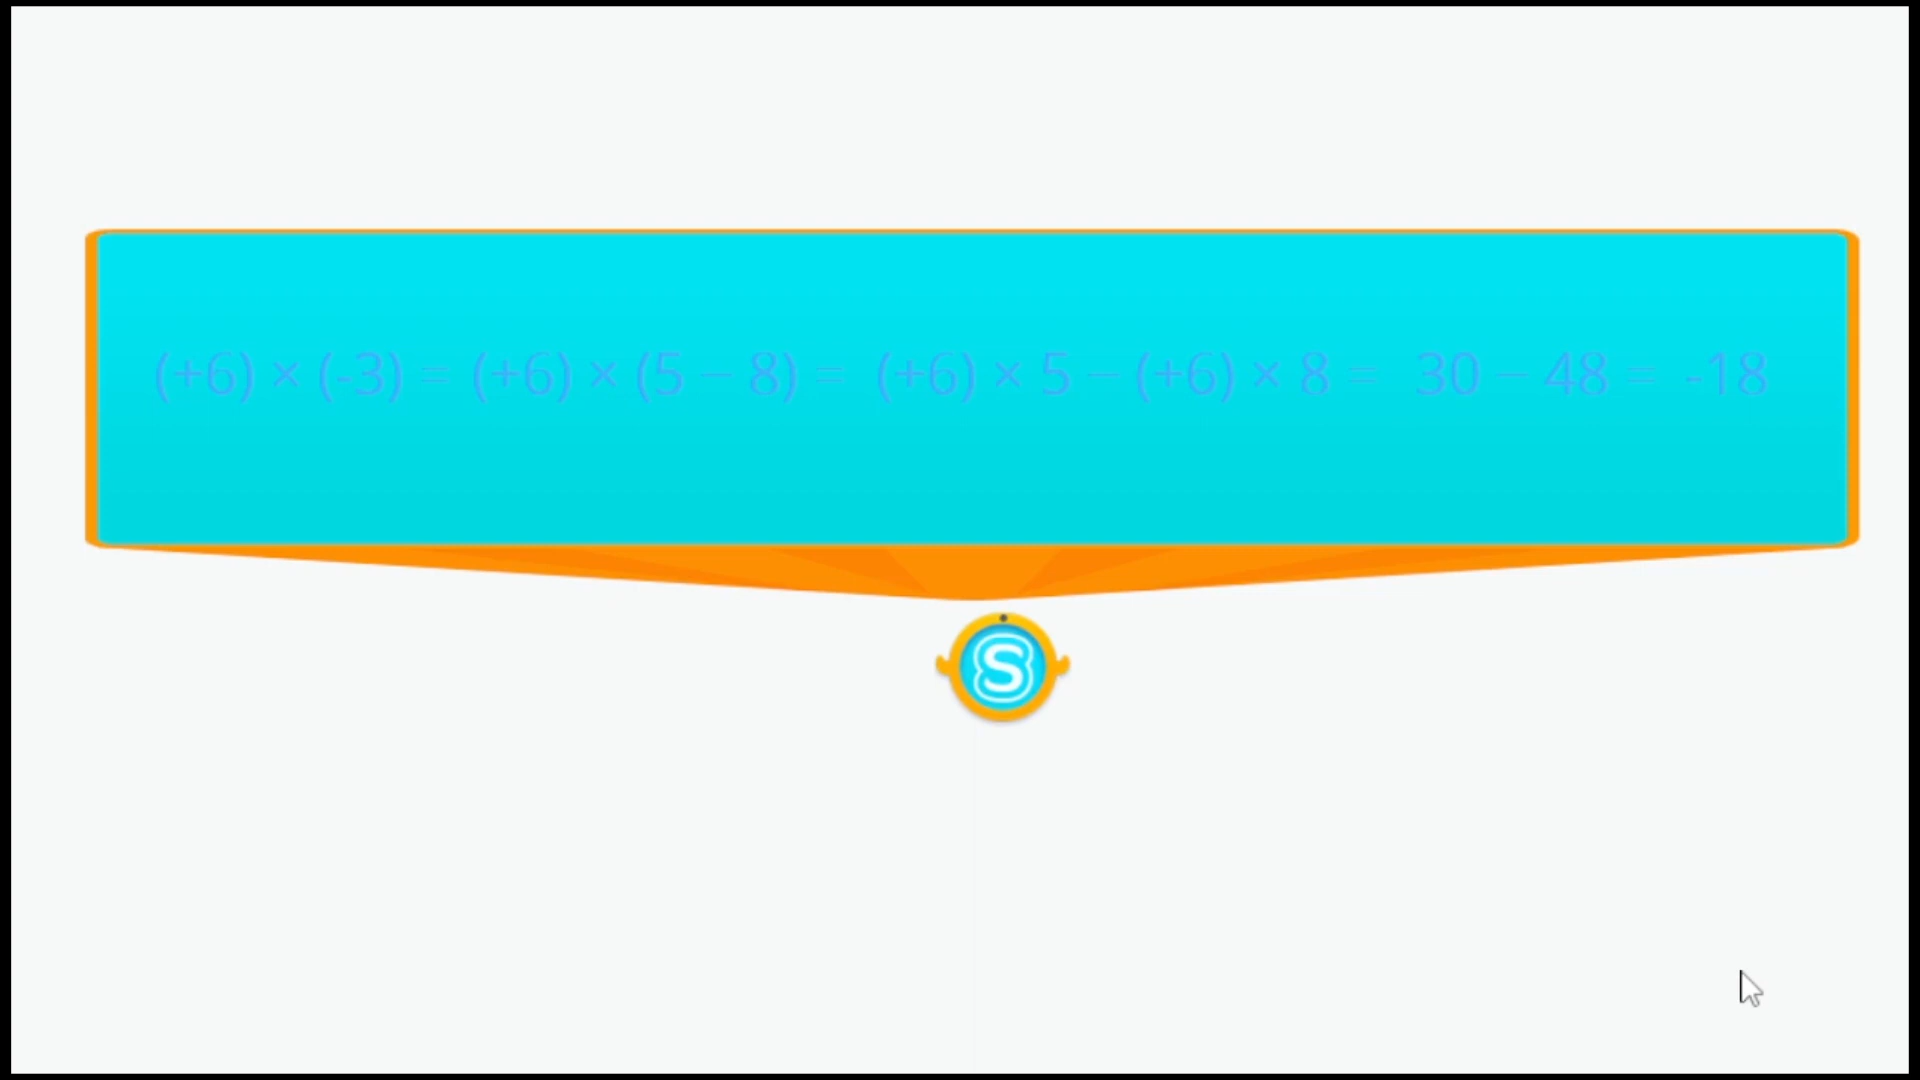 (+6) × (-3) = (+6) × (5 – 8) = (+6) × 5 – (+6) × 8 = 30 – 48 = -18
S